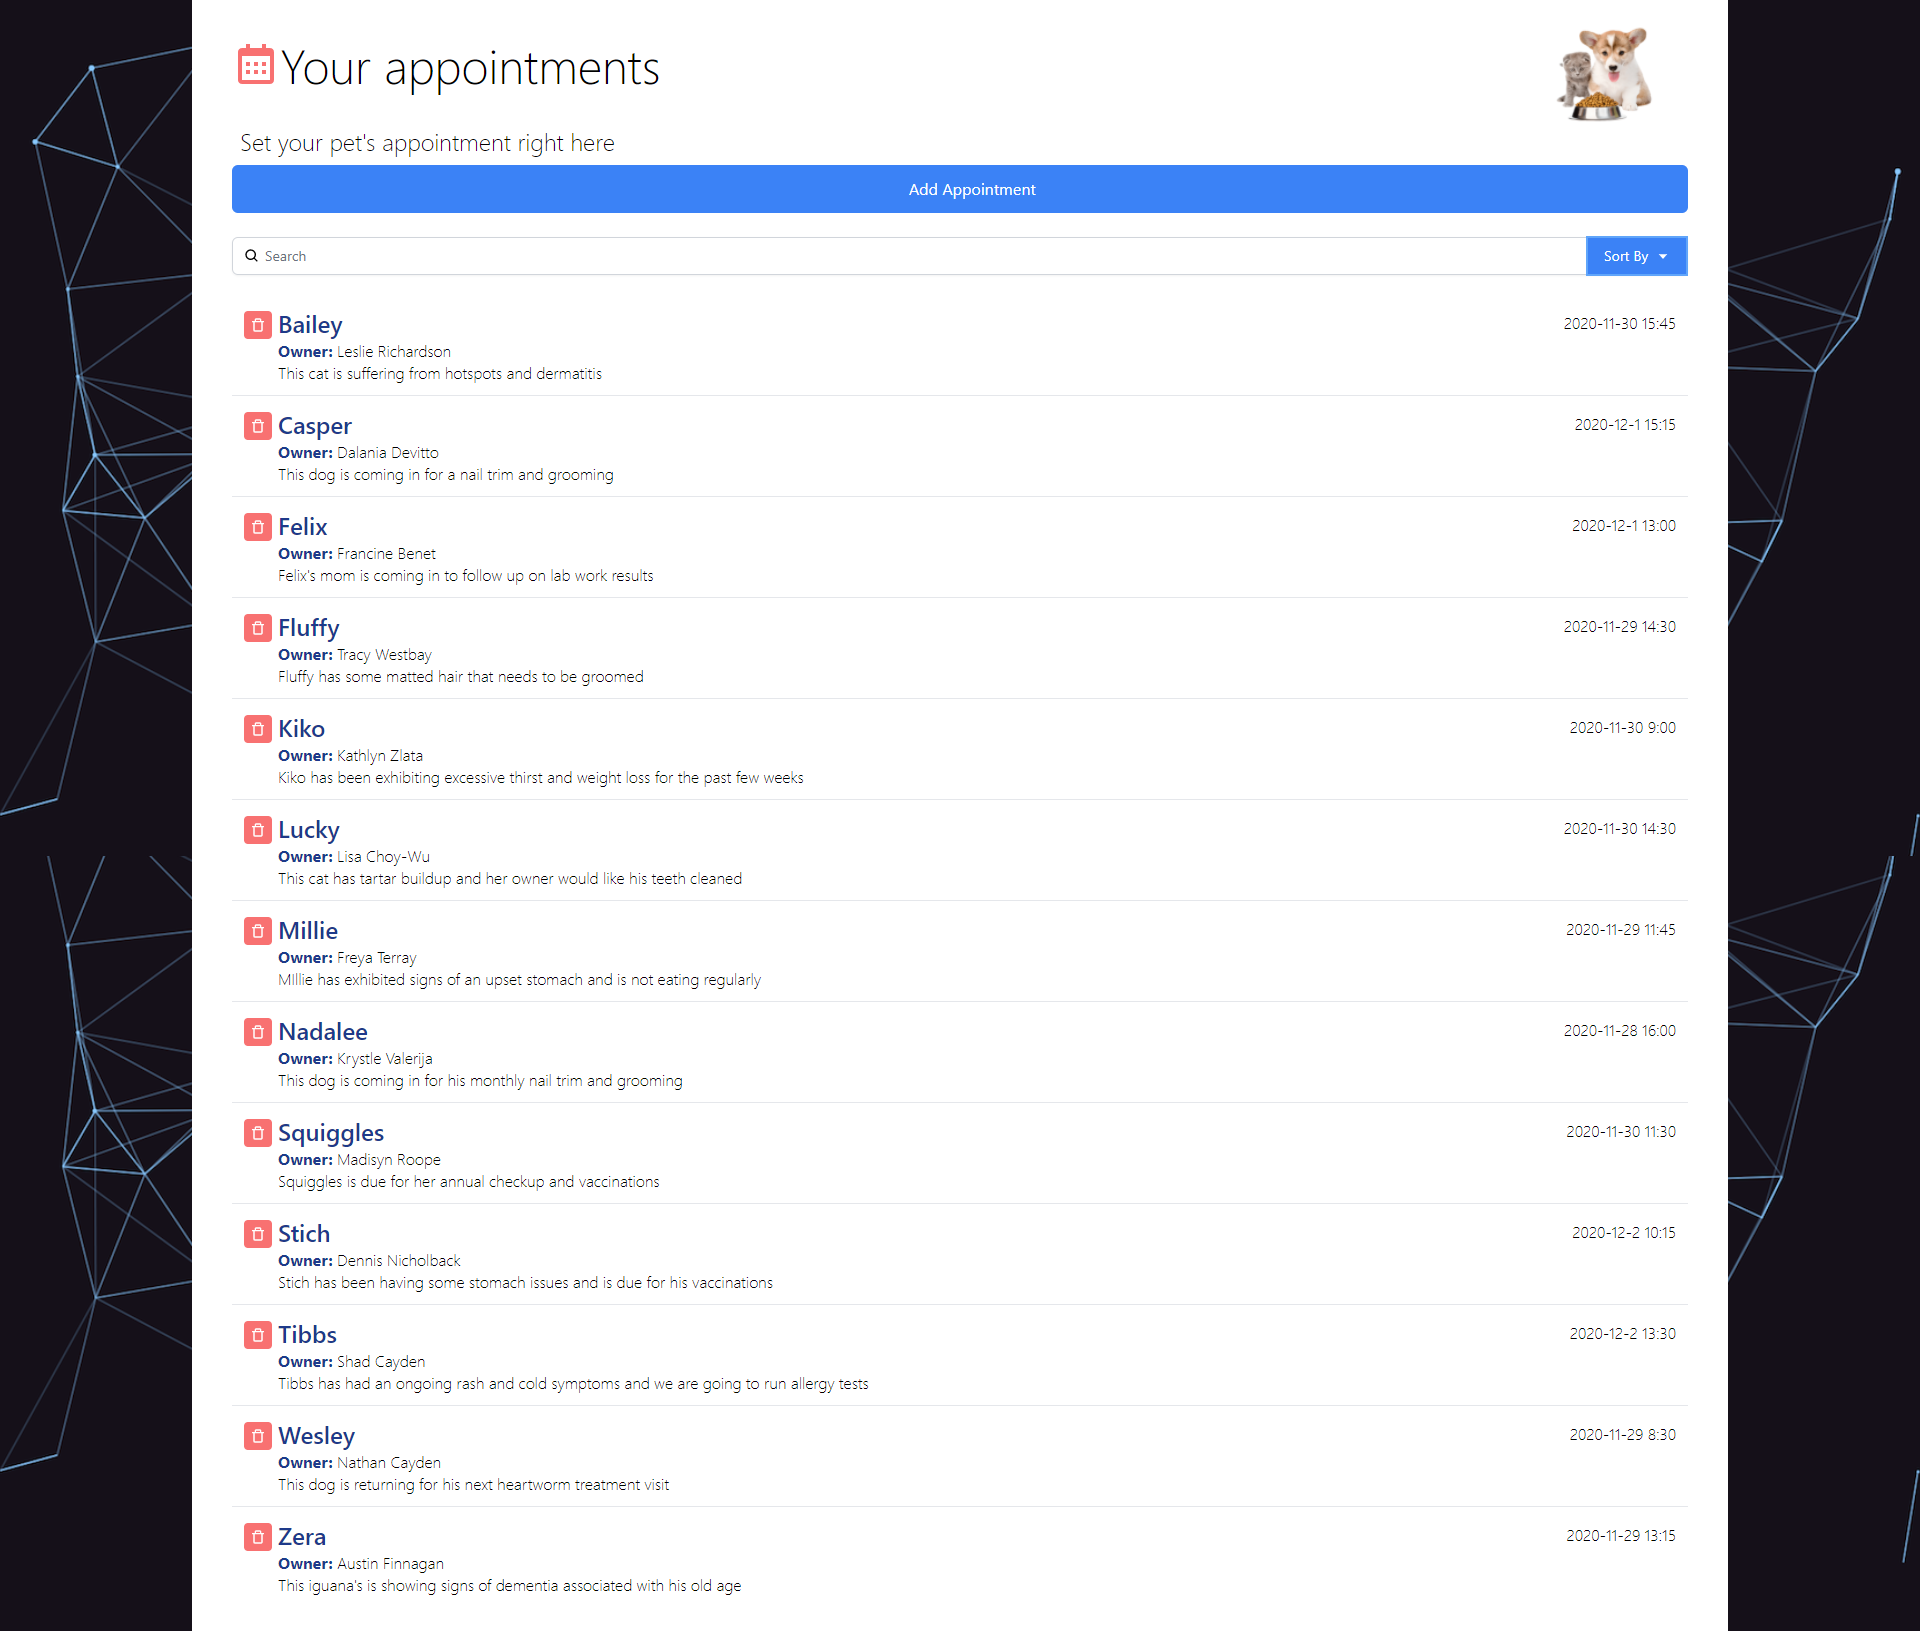 Your appointments
Set your pet's appointment right here
Add Appointment
Search
Sort By
Bailey
2020-11-30 15:45
Owner: Leslie Richardson
This cat is suffering from hotspots and dermatitis
Casper
2020-12-1 15:15
Owner: Dalania Devitto
This dog is coming in for a nail trim and grooming
Felix
2020-12-1 13:00
Owner: Francine Benet
Felix's mom is coming in to follow up on lab work results
Fluffy
2020-11-29 14:30
Owner: Tracy Westbay
Fluffy has some matted hair that needs to be groomed
Kiko
2020-11-30 9:00
Owner: Kathlyn Zlata
Kiko has been exhibiting excessive thirst and weight loss for the past few weeks
Lucky
2020-11-30 14:30
Owner: Lisa Choy-Wu
This cat has tartar buildup and her owner would like his teeth cleaned
Millie
2020-11-29 11:45
Owner: Freya Terray
MIllie has exhibited signs of an upset stomach and is not eating regularly
Nadalee
2020-11-28 16:00
Owner: Krystle Valerija
This dog is coming in for his monthly nail trim and grooming
Squiggles
2020-11-30 11:30
Owner: Madisyn Roope
Squiggles is due for her annual checkup and vaccinations
Stich
2020-12-2 10:15
Owner: Dennis Nicholback
Stich has been having some stomach issues and is due for his vaccinations
Tibbs
2020-12-2 13:30
Owner: Shad Cayden
Tibbs has had an ongoing rash and cold symptoms and we are going to run allergy tests
Wesley
2020-11-29 8:30
Owner: Nathan Cayden
This dog is returning for his next heartworm treatment visit
Zera
2020-11-29 13:15
Owner: Austin Finnagan
This iguana's is showing signs of dementia associated with his old age